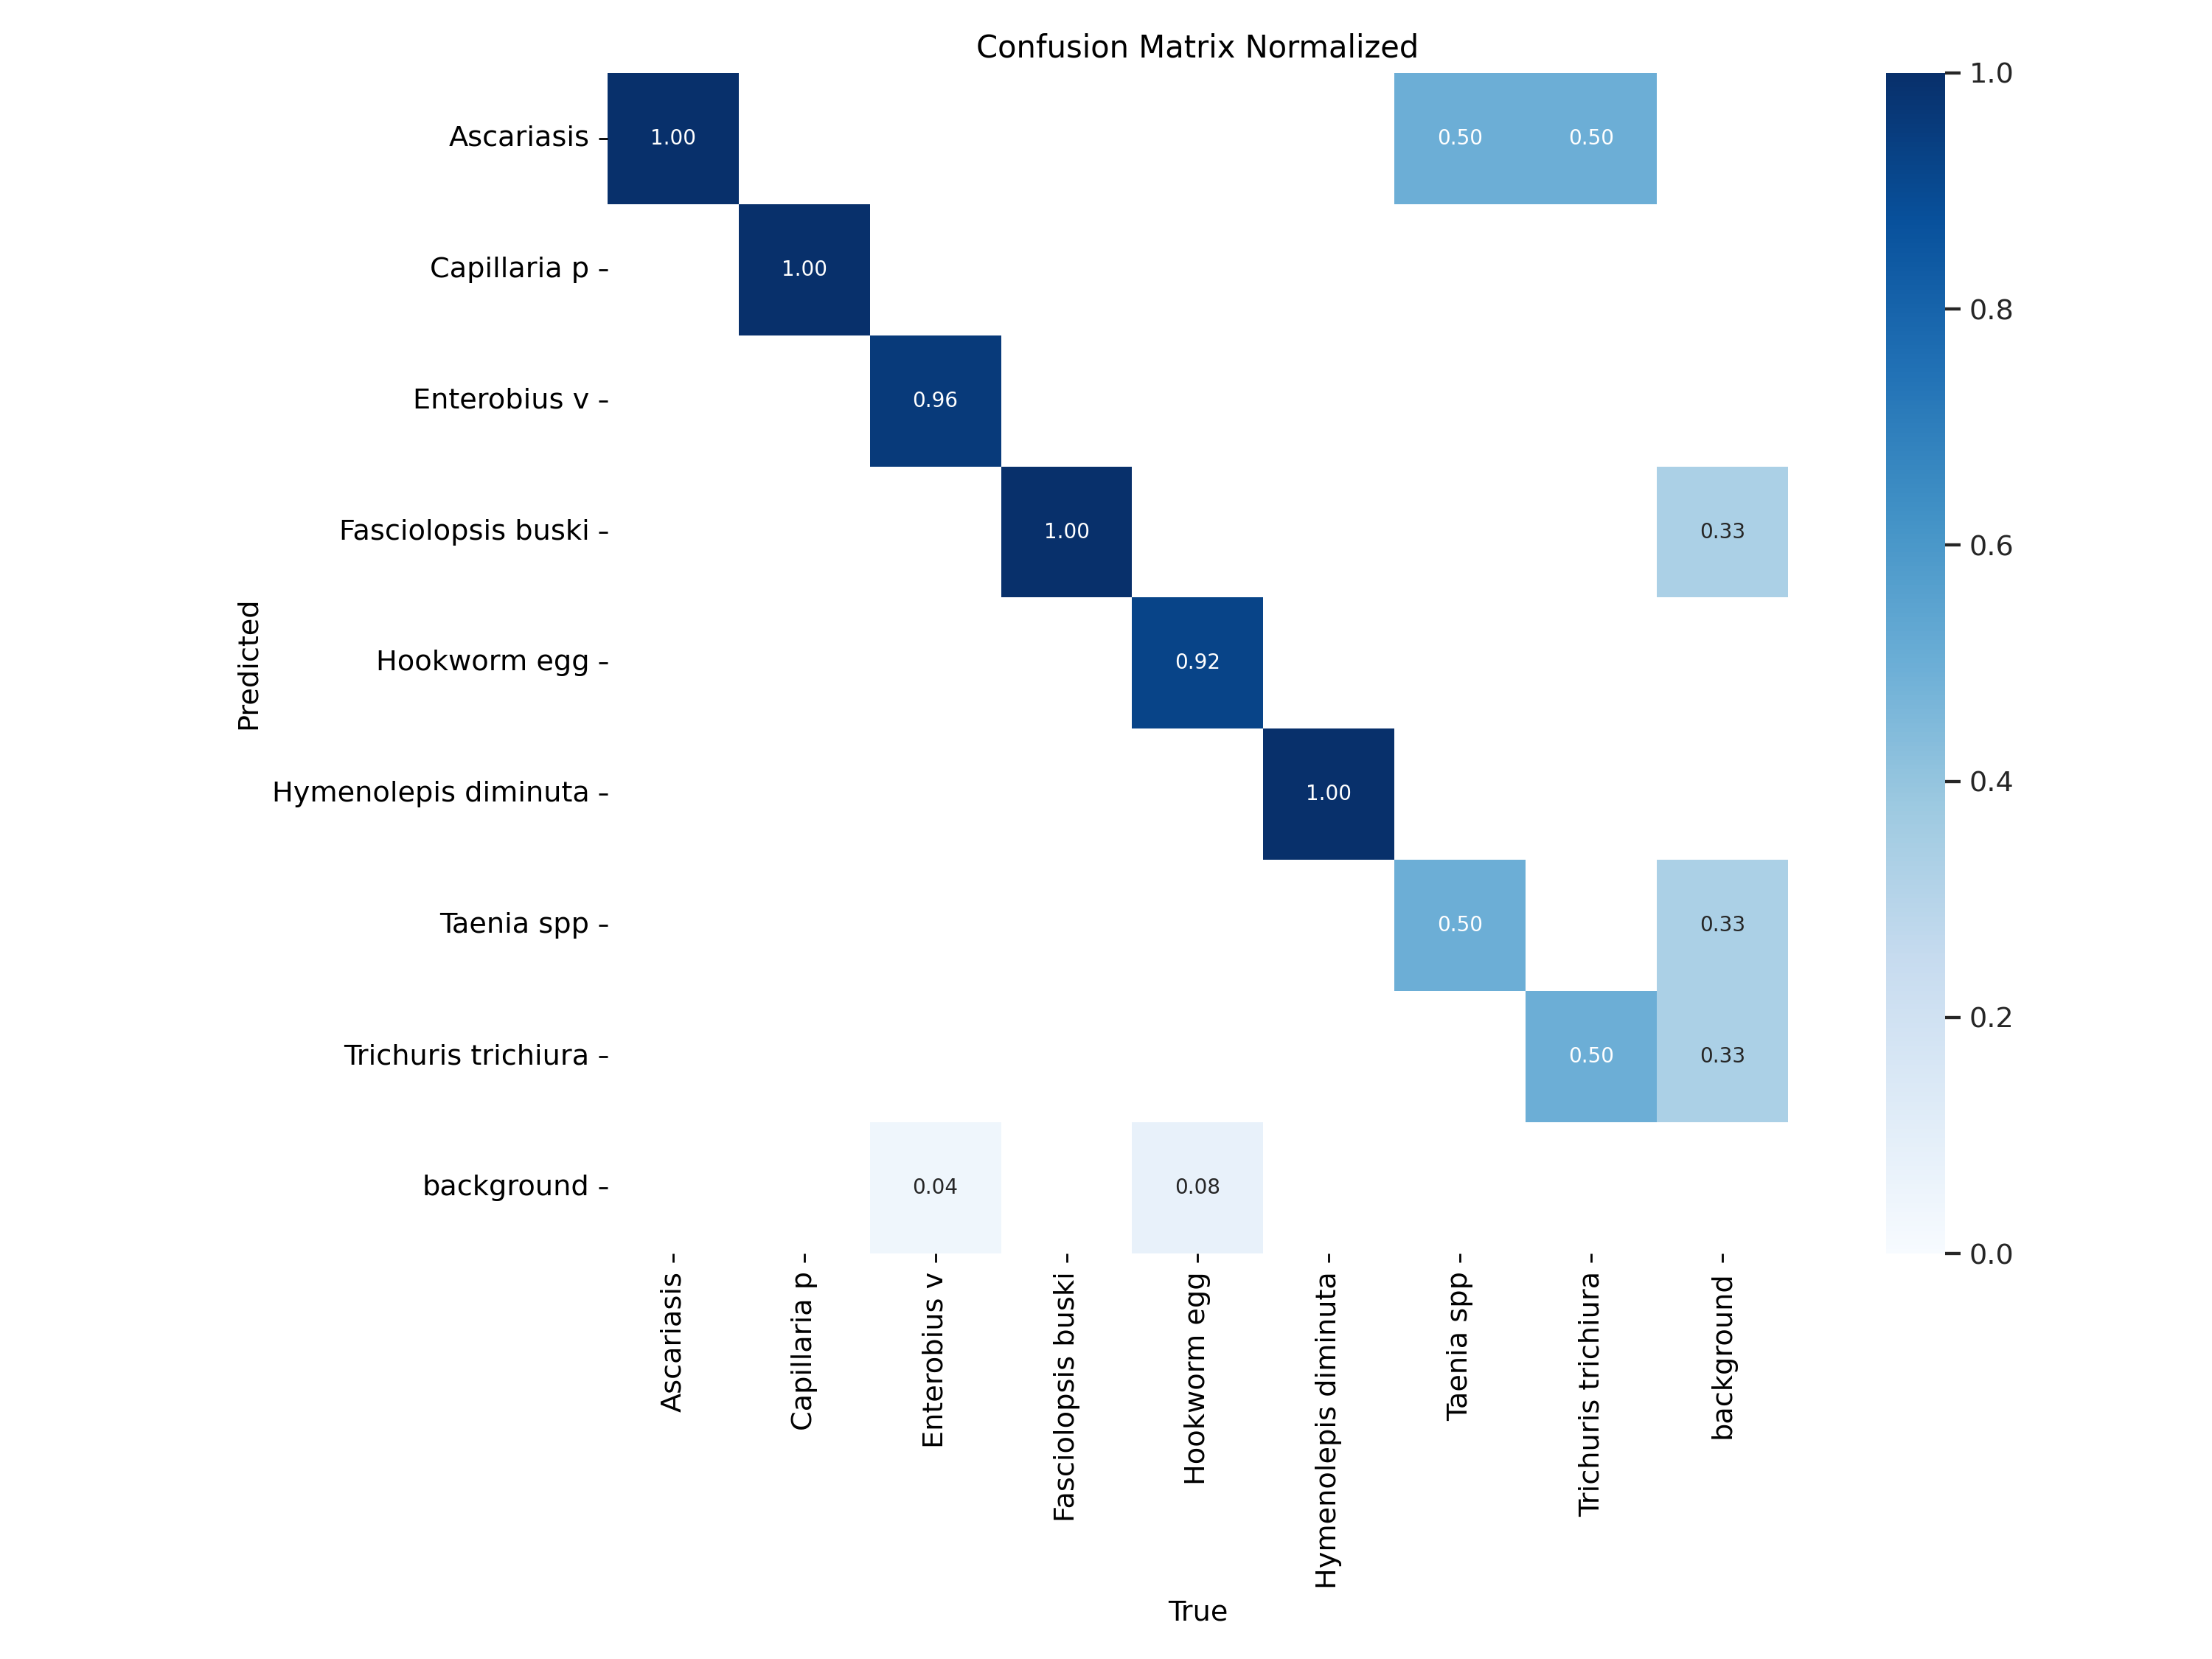 Confusion Matrix Normalized
Ascariasis 1.00 0.50 0.50
Capillaria p 1.00
Enterobius v 0.96
Fasciolopsis buski 1.00 0.33
Hookworm egg 0.92
Hymenolepis diminuta 1.00
Taenia spp 0.50 0.33
Trichuris trichiura 0.50 0.33
background 0.04 0.08
Predicted
Ascariasis
Capillaria p
Enterobius v
Fasciolopsis buski
Hookworm egg
Hymenolepis diminuta
Taenia spp
Trichuris trichiura
background
True
1.0
0.8
0.6
0.4
0.2
0.0